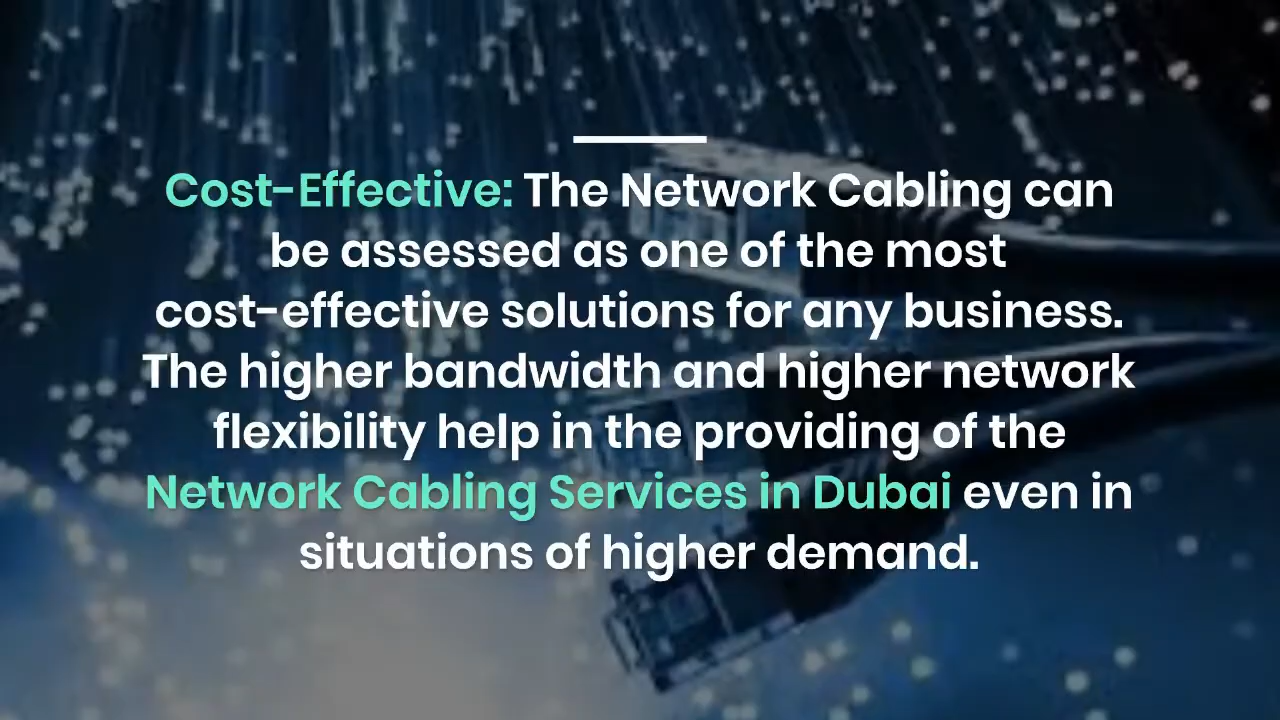 Cost-Effective: The Network Cabling can
be assessed as one of the most
cost-effective solutions for any business.
The higher bandwidth and higher network
flexibility help in the providing of the
Network Cabling Services in Dubai even in
situations of higher demand.